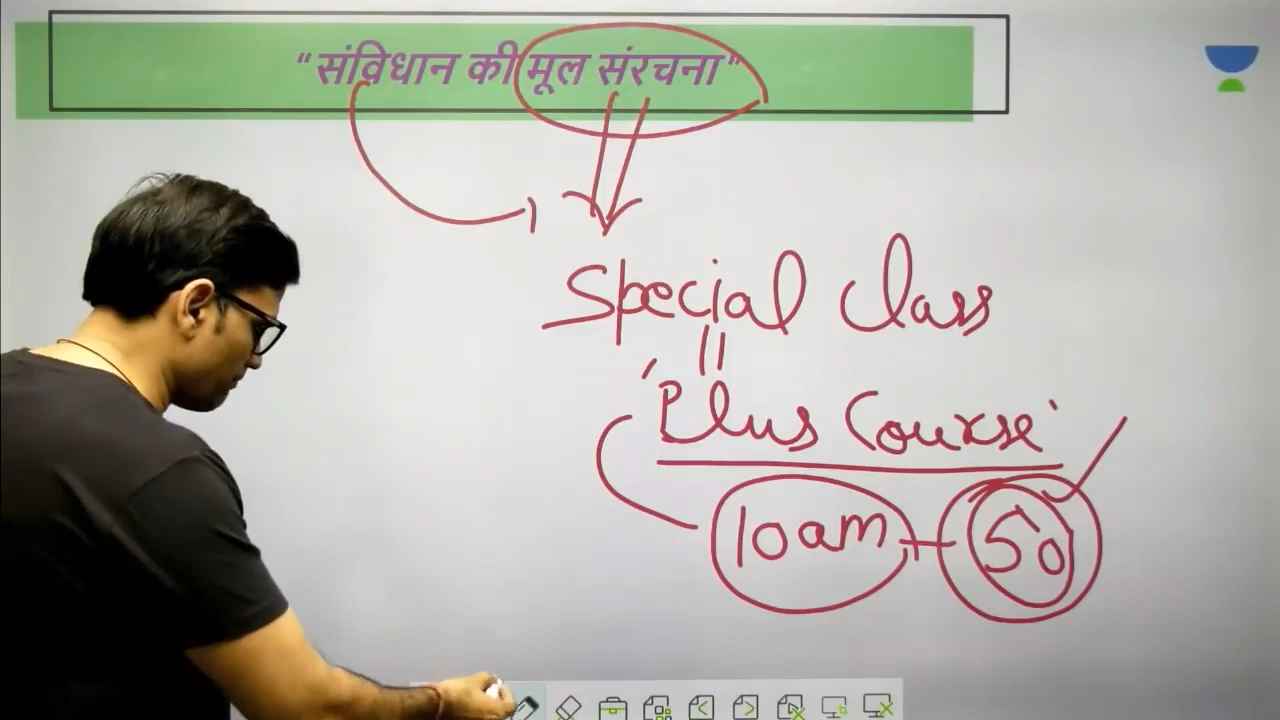 "संविधान की मूल संरचना"
Special class
'Plus Course'
10am + 50